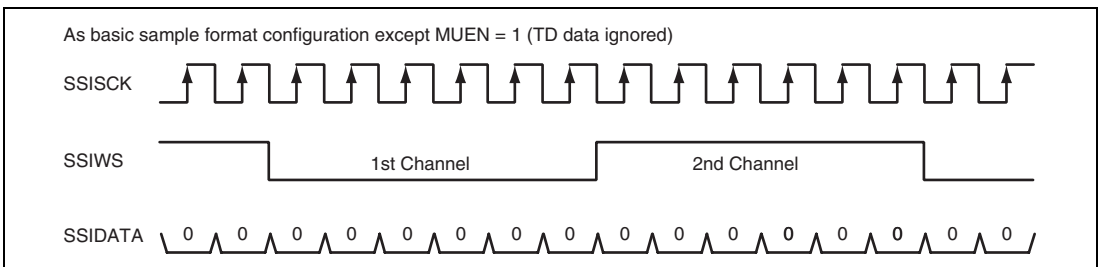 As basic sample format configuration except MUEN = 1 (TD data ignored)
SSISCK
SSIWS 1st Channel 2nd Channel
SSIDATA 0 0 0 0 0 0 0 0 0 0 0 0 0 0 0 0